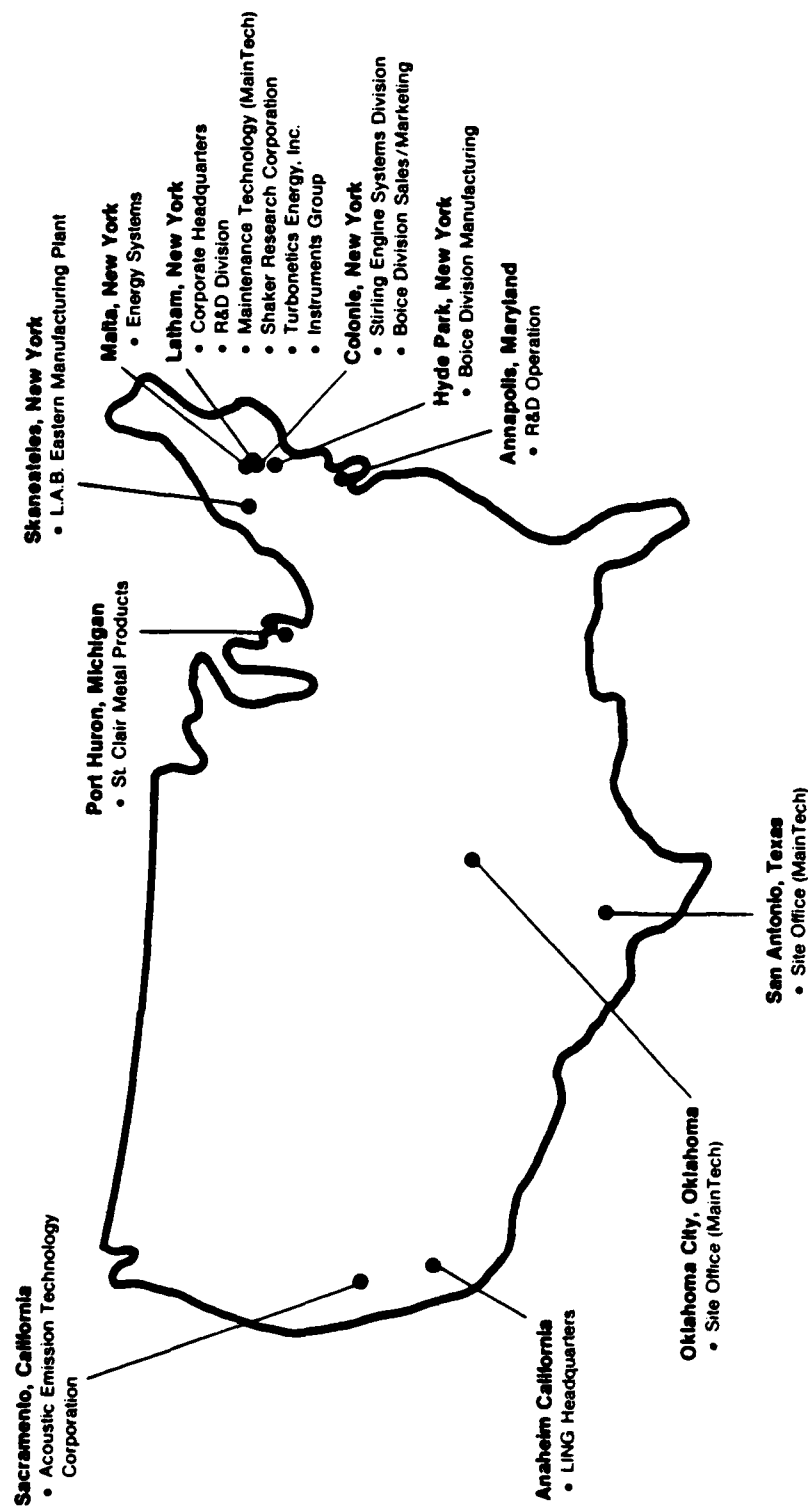 Sacramento, California
• Acoustic Emission Technology
Corporation
Port Huron, Michigan
• St. Clair Metal Products
Skaneateles, New York
• L.A.B. Eastern Manufacturing Plant
Malta, New York
• Energy Systems
Latham, New York
• Corporate Headquarters
• R&D Division
• Maintenance Technology (MainTech)
• Shaker Research Corporation
• Turbonetics Energy, Inc.
• Instruments Group
Colonie, New York
• Stirling Engine Systems Division
• Boice Division Sales/Marketing
Hyde Park, New York
• Boice Division Manufacturing
Annapolis, Maryland
• R&D Operation
Anaheim California
• LING Headquarters
Oklahoma City, Oklahoma
• Site Office (MainTech)
San Antonio, Texas
• Site Office (MainTech)